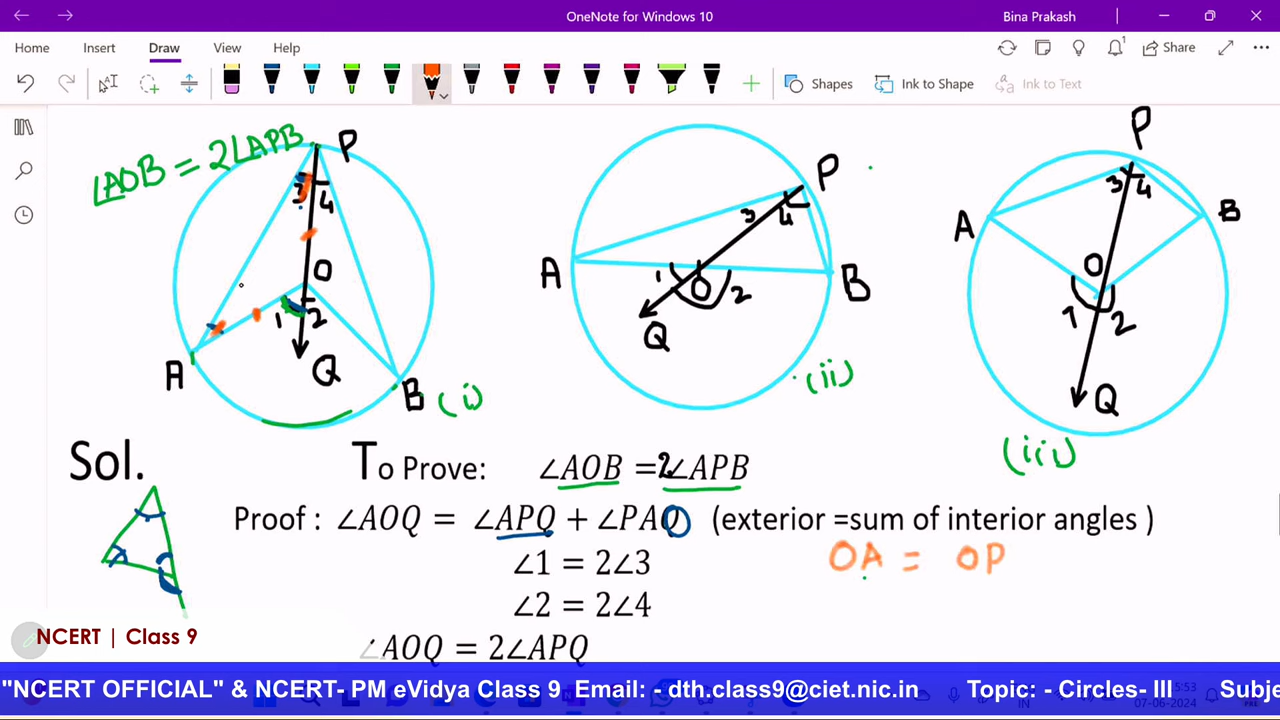 OneNote for Windows 10
Bina Prakash
Home Insert Draw View Help
Share
Shapes
Ink to Shape
Ink to Text
∠AOB = 2∠APB
P
3 4
O
1 2
A
Q
B (i)
P
3 4
A
1 O 2
B
Q
(ii)
P
3 4
A
B
O
1 2
Q
(iii)
Sol. To Prove: ∠AOB = 2∠APB
Proof : ∠AOQ = ∠APQ + ∠PAO (exterior =sum of interior angles )
∠1 = 2∠3
OA = OP
∠2 = 2∠4
NCERT | Class 9
∠AOQ = 2∠APQ
"NCERT OFFICIAL" & NCERT- PM eVidya Class 9 Email: - dth.class9@ciet.nic.in Topic: - Circles- III Subje
07-06-2024